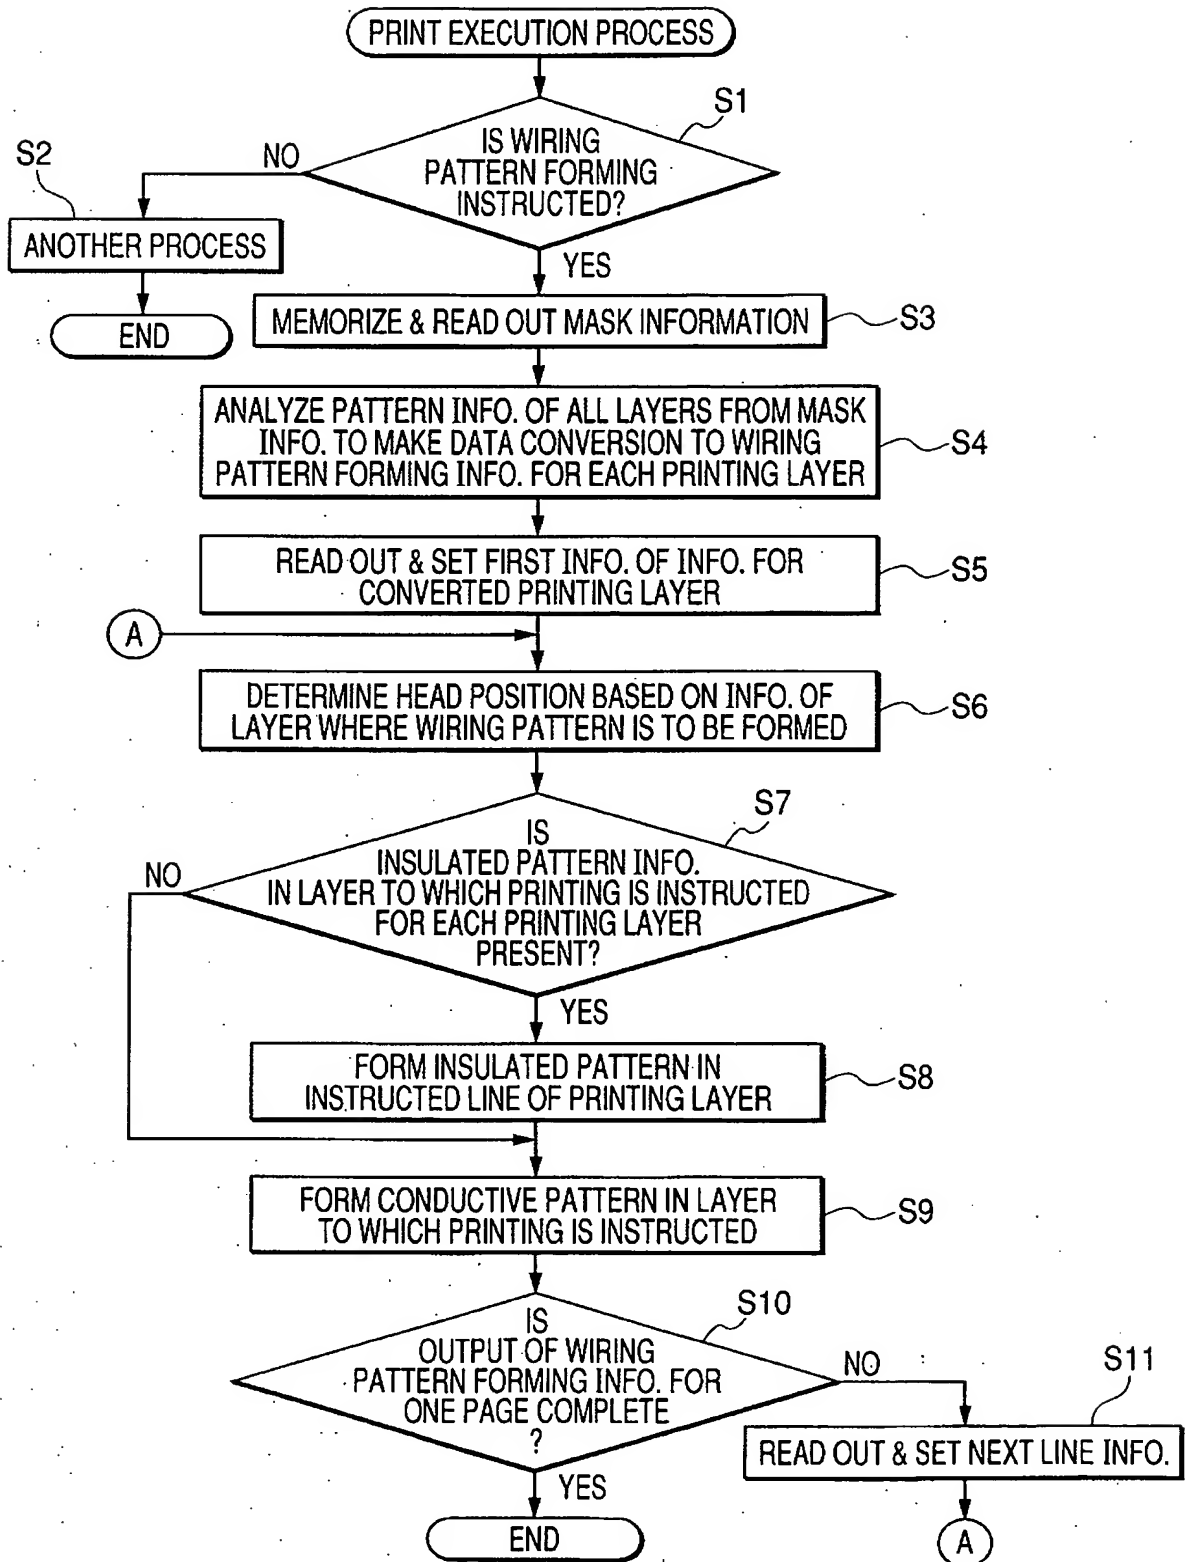 PRINT EXECUTION PROCESS
S1
IS WIRING
PATTERN FORMING
INSTRUCTED?
NO
S2
ANOTHER PROCESS
END
YES
MEMORIZE & READ OUT MASK INFORMATION
S3
ANALYZE PATTERN INFO. OF ALL LAYERS FROM MASK
INFO. TO MAKE DATA CONVERSION TO WIRING
PATTERN FORMING INFO. FOR EACH PRINTING LAYER
S4
READ OUT & SET FIRST INFO. OF INFO. FOR
CONVERTED PRINTING LAYER
S5
A
DETERMINE HEAD POSITION BASED ON INFO. OF
LAYER WHERE WIRING PATTERN IS TO BE FORMED
S6
S7
IS
INSULATED PATTERN INFO.
IN LAYER TO WHICH PRINTING IS INSTRUCTED
FOR EACH PRINTING LAYER
PRESENT?
NO
YES
FORM INSULATED PATTERN IN
INSTRUCTED LINE OF PRINTING LAYER
S8
FORM CONDUCTIVE PATTERN IN LAYER
TO WHICH PRINTING IS INSTRUCTED
S9
S10
IS
OUTPUT OF WIRING
PATTERN FORMING INFO. FOR
ONE PAGE COMPLETE
?
NO
S11
READ OUT & SET NEXT LINE INFO.
A
YES
END